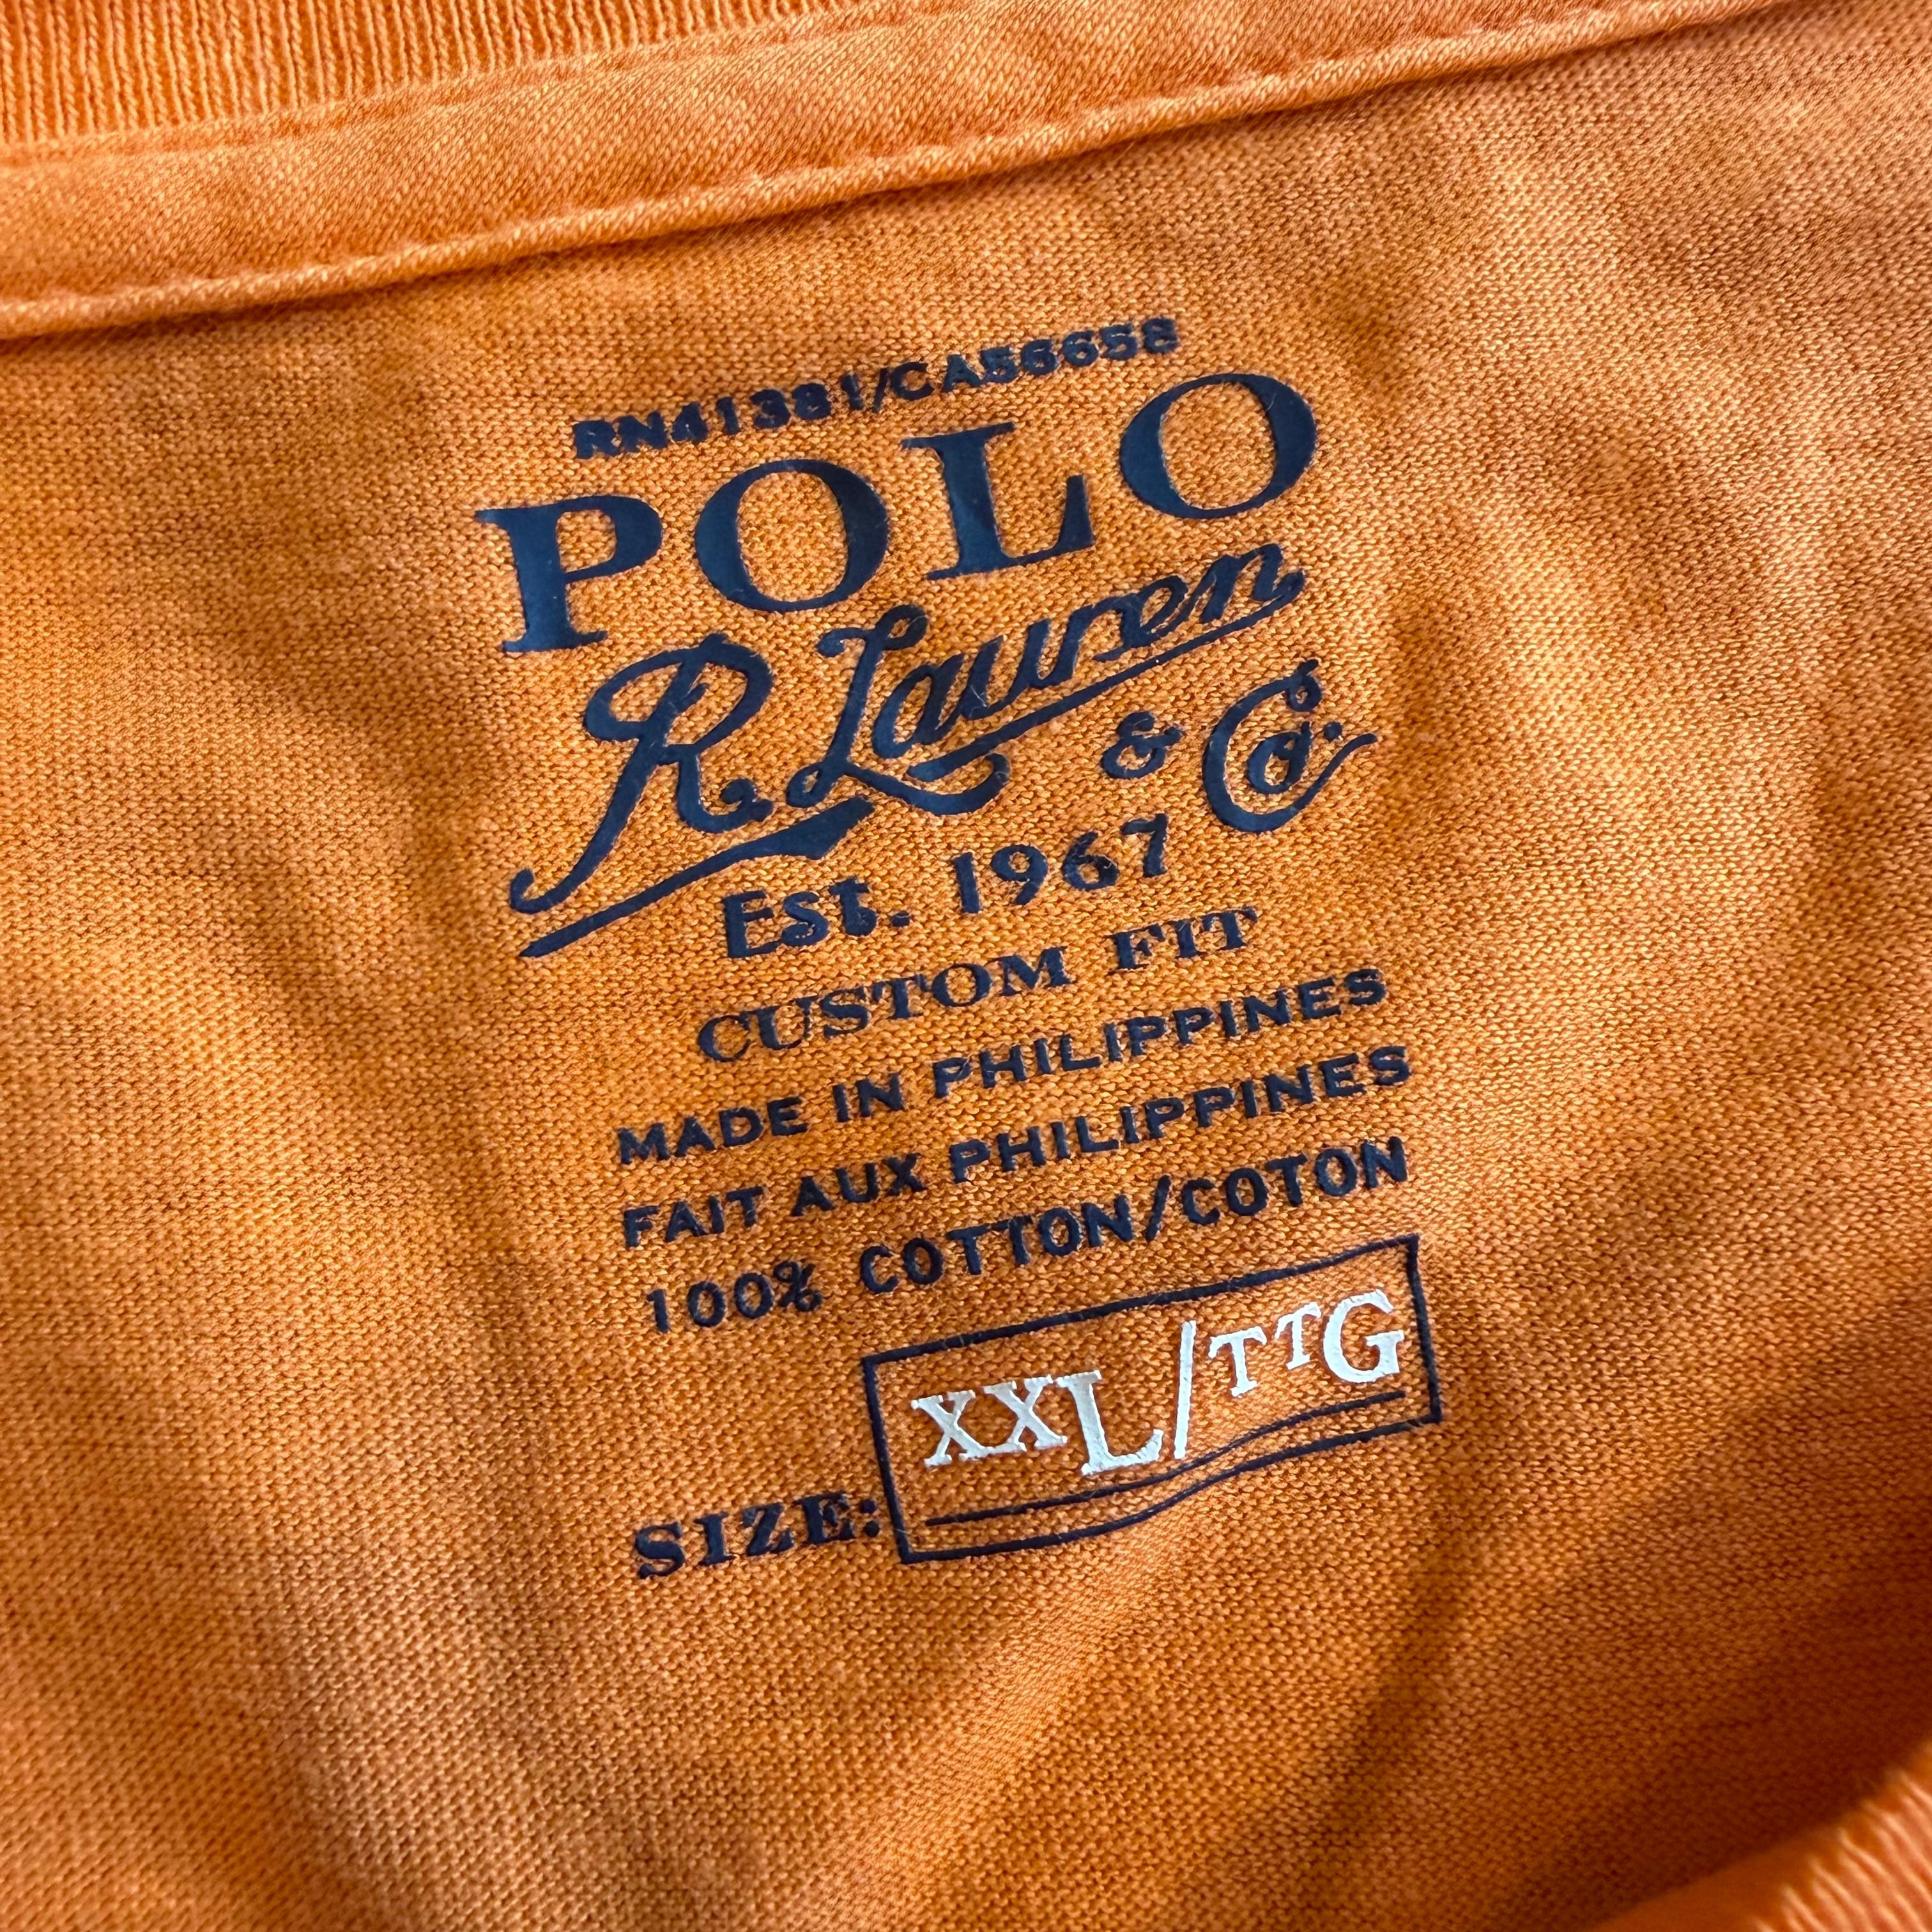 RN41381/CA56658
POLO
R. Lauren
& Co.
Est. 1967
CUSTOM FIT
MADE IN PHILIPPINES
FAIT AUX PHILIPPINES
100% COTTON/COTON
SIZE: XXL/TTG